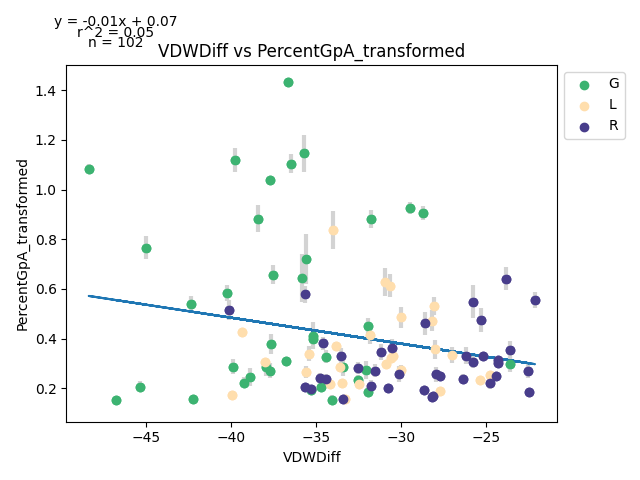 y = -0.01x + 0.07
r^2 = 0.05
n = 102
VDWDiff vs PercentGpA_transformed
1.4
1.2
1.0
0.8
0.6
0.4
0.2
PercentGpA_transformed
−45
−40
−35
−30
−25
VDWDiff
G
L
R